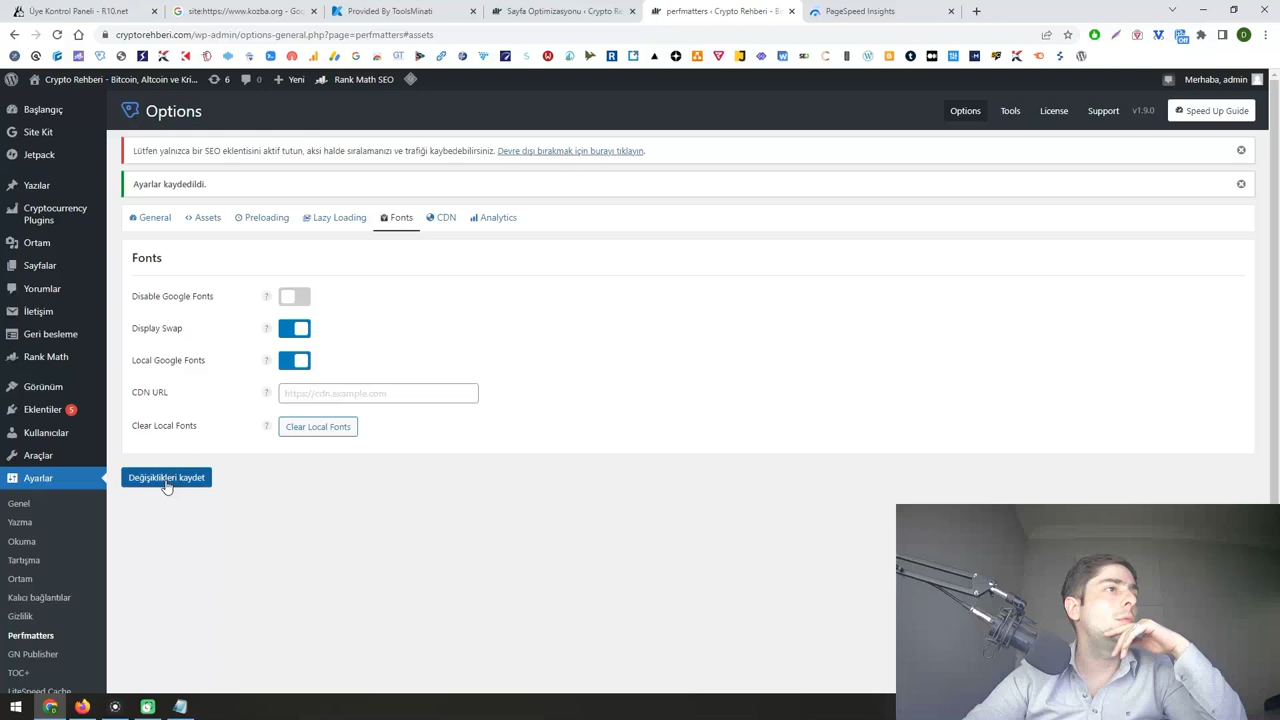 Üye Kontrol Paneli - R10.net
site:https://www.kozba.org - Goo
Provided By ToolsMinati
Sayfa Optimizasyonu ‹ Crypto Re
perfmatters ‹ Crypto Rehberi - B
PageSpeed Insights
cryptorehberi.com/wp-admin/options-general.php?page=perfmatters#assets
Crypto Rehberi - Bitcoin, Altcoin ve Kri...
6
0
Yeni
Rank Math SEO
Merhaba, admin
Başlangıç
Site Kit
Jetpack
Yazılar
Cryptocurrency
Plugins
Ortam
Sayfalar
Yorumlar
İletişim
Geri besleme
Rank Math
Görünüm
Eklentiler 5
Kullanıcılar
Araçlar
Ayarlar
Genel
Yazma
Okuma
Tartışma
Ortam
Kalıcı bağlantılar
Gizlilik
Perfmatters
GN Publisher
TOC+
LiteSpeed Cache
Options
Options
Tools
License
Support
v1.9.0
Speed Up Guide
Lütfen yalnızca bir SEO eklentisini aktif tutun, aksi halde sıralamanızı ve trafiği kaybedebilirsiniz. Devre dışı bırakmak için burayı tıklayın.
Ayarlar kaydedildi.
General
Assets
Preloading
Lazy Loading
Fonts
CDN
Analytics
Fonts
Disable Google Fonts ?
Display Swap ?
Local Google Fonts ?
CDN URL ? https://cdn.example.com
Clear Local Fonts ? Clear Local Fonts
Değişiklikleri kaydet